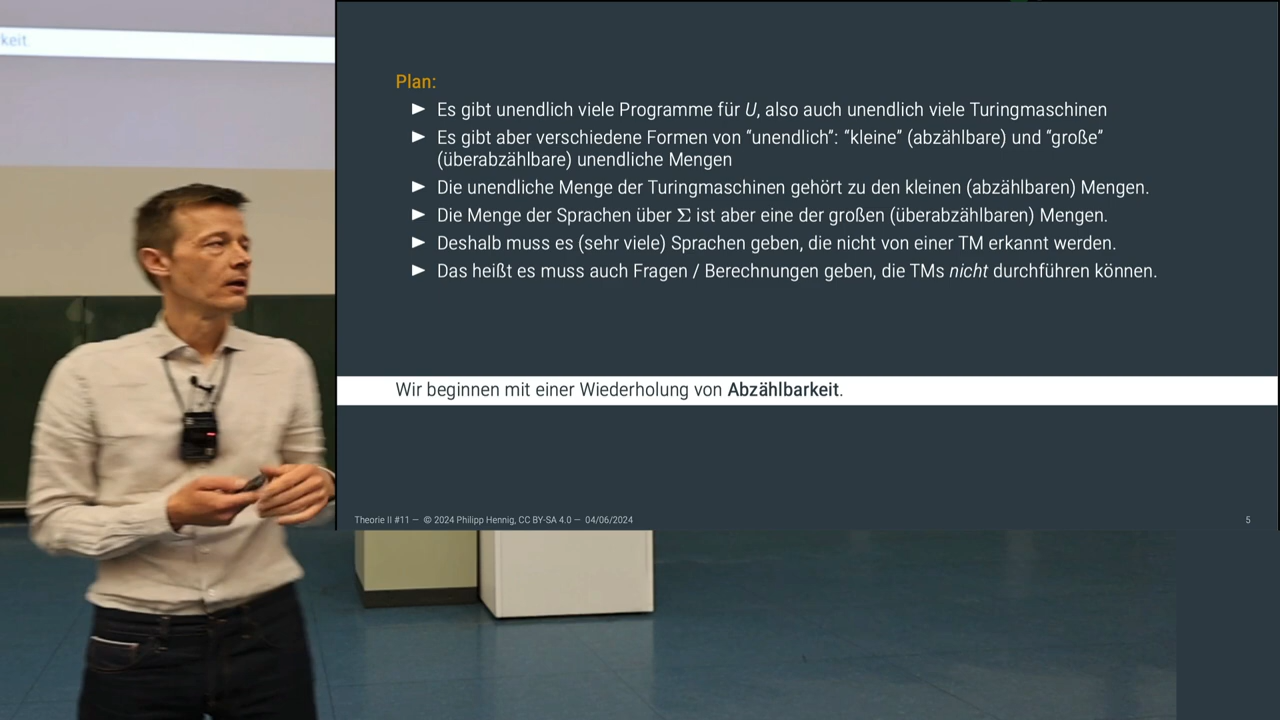 keit.
Plan:
► Es gibt unendlich viele Programme für U, also auch unendlich viele Turingmaschinen
► Es gibt aber verschiedene Formen von “unendlich”: “kleine” (abzählbare) und “große”
(überabzählbare) unendliche Mengen
► Die unendliche Menge der Turingmaschinen gehört zu den kleinen (abzählbaren) Mengen.
► Die Menge der Sprachen über Σ ist aber eine der großen (überabzählbaren) Mengen.
► Deshalb muss es (sehr viele) Sprachen geben, die nicht von einer TM erkannt werden.
► Das heißt es muss auch Fragen / Berechnungen geben, die TMs nicht durchführen können.
Wir beginnen mit einer Wiederholung von Abzählbarkeit.
Theorie II #11 — © 2024 Philipp Hennig, CC BY-SA 4.0 — 04/06/2024
5